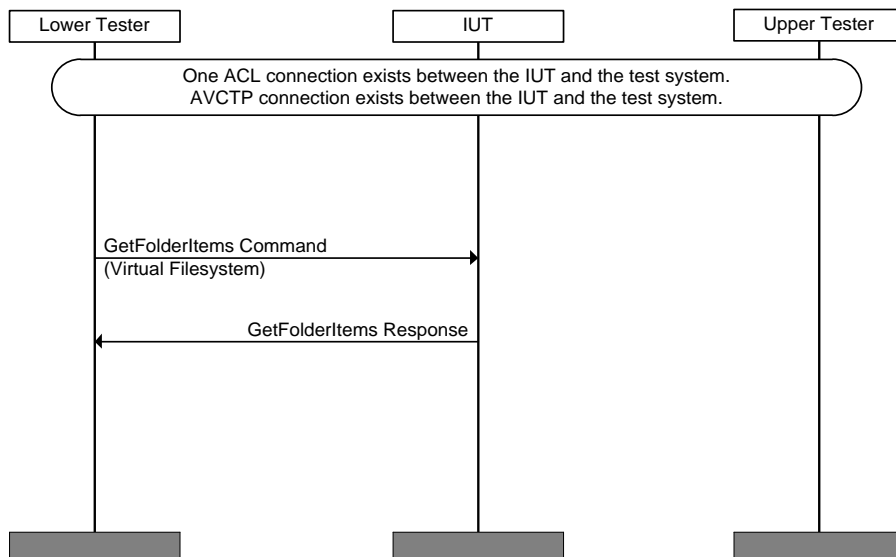 Lower Tester
IUT
Upper Tester
One ACL connection exists between the IUT and the test system.
AVCTP connection exists between the IUT and the test system.
GetFolderItems Command
(Virtual Filesystem)
GetFolderItems Response